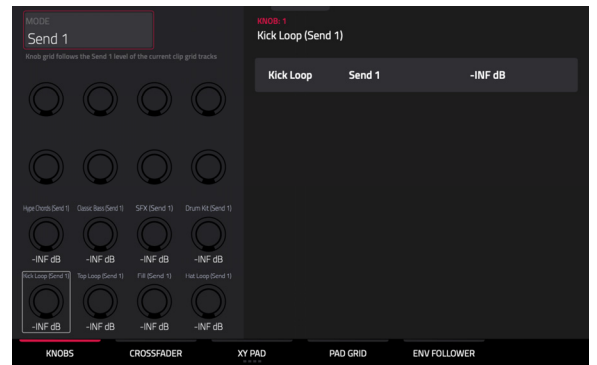 MODE
Send 1
Knob grid follows the Send 1 level of the current clip grid tracks
KNOB: 1
Kick Loop (Send 1)
Kick Loop Send 1 -INF dB
Hype Chords (Send 1) Classic Bass (Send 1) SFX (Send 1) Drum Kit (Send 1)
-INF dB -INF dB -INF dB -INF dB
Kick Loop (Send 1) Top Loop (Send 1) Fill (Send 1) Hat Loop (Send 1)
-INF dB -INF dB -INF dB -INF dB
KNOBS CROSSFADER XY PAD PAD GRID ENV FOLLOWER